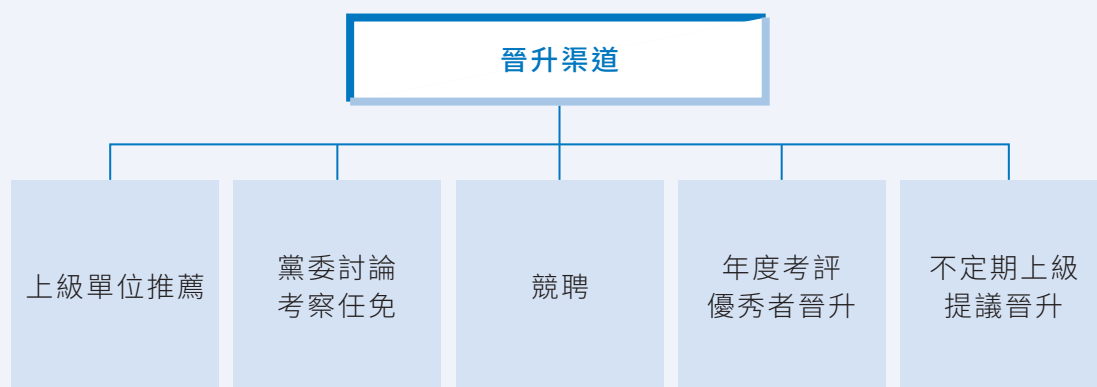 晉升渠道
上級單位推薦
黨委討論
考察任免
競聘
年度考評
優秀者晉升
不定期上級
提議晉升